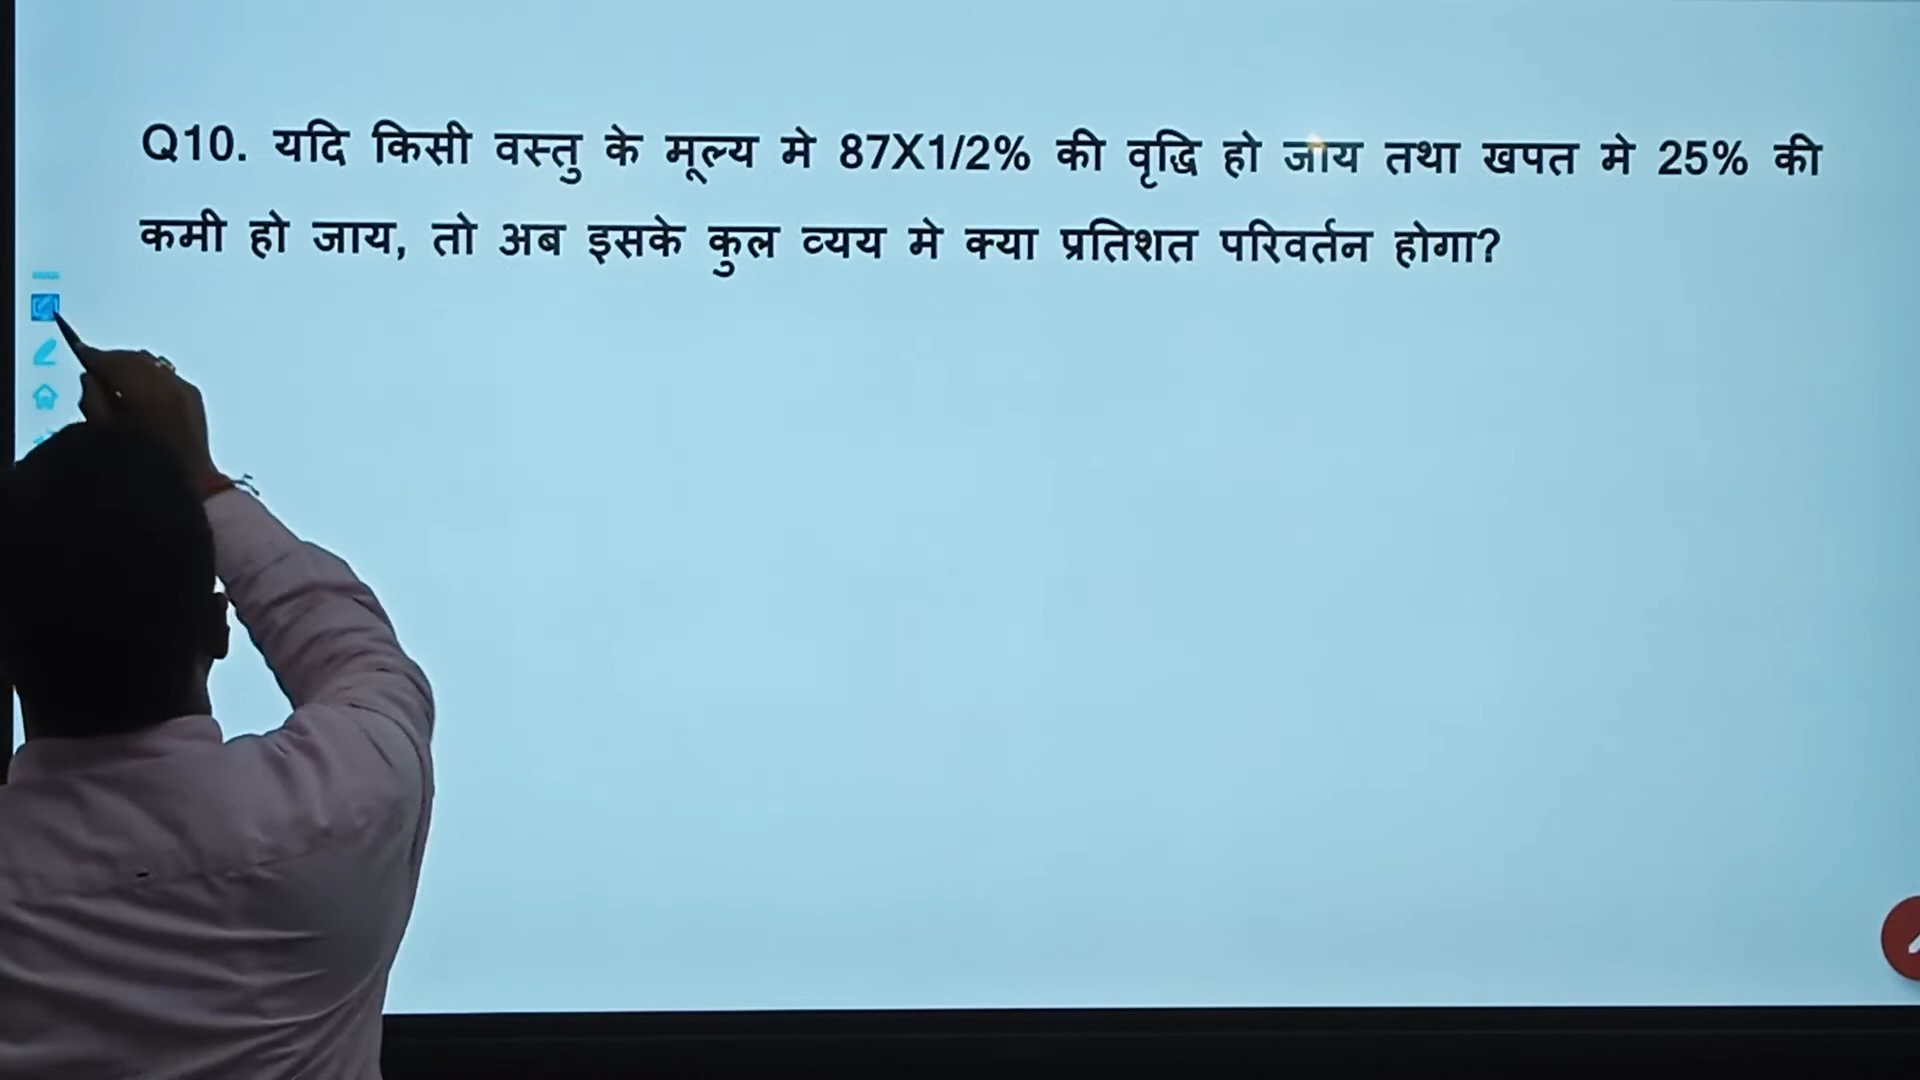 Q10. यदि किसी वस्तु के मूल्य मे 87X1/2% की वृद्धि हो जाय तथा खपत मे 25% की
कमी हो जाय, तो अब इसके कुल व्यय मे क्या प्रतिशत परिवर्तन होगा?